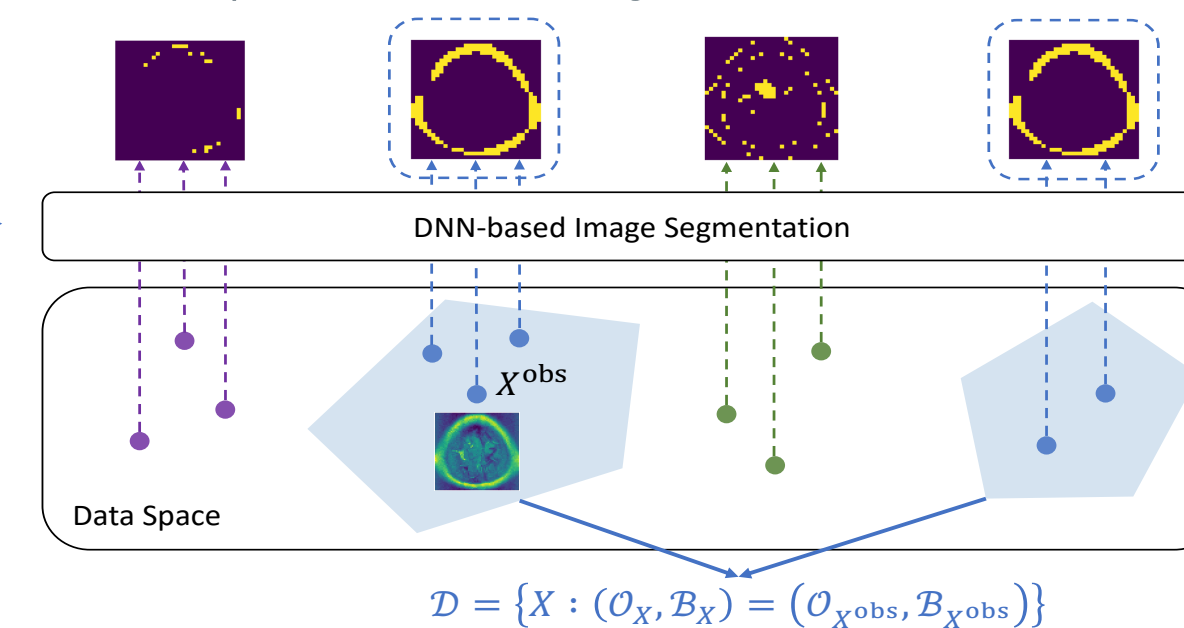 DNN-based Image Segmentation
X^obs
Data Space
𝒟 = {X : (𝒪_X, ℬ_X) = (𝒪_{X^obs}, ℬ_{X^obs})}